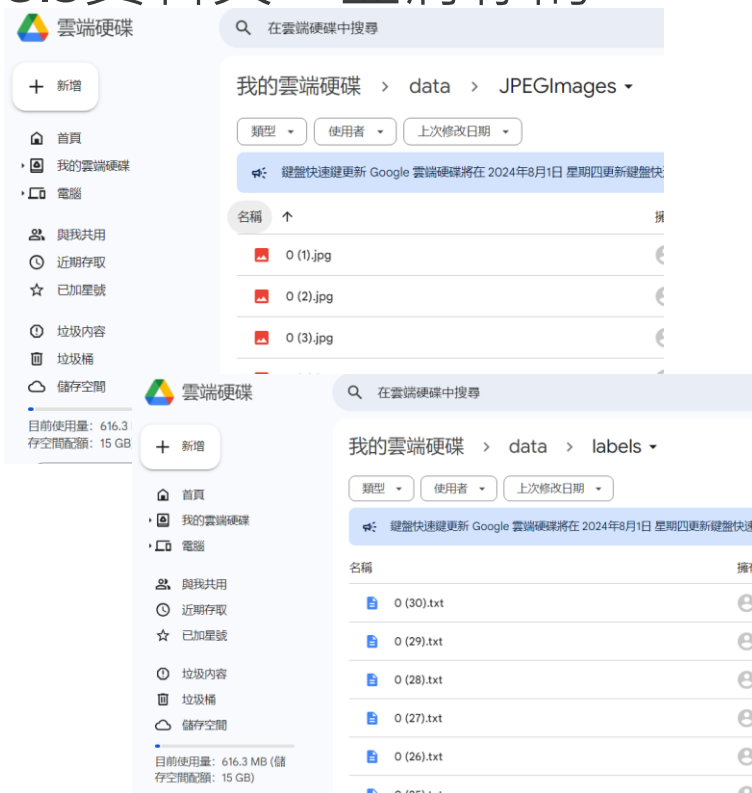 雲端硬碟
在雲端硬碟中搜尋
新增
我的雲端硬碟 > data > JPEGImages
類型
使用者
上次修改日期
首頁
我的雲端硬碟
鍵盤快速鍵更新 Google 雲端硬碟將在 2024年8月1日 星期四更新鍵盤快
電腦
名稱
與我共用
0 (1).jpg
近期存取
已加星號
0 (2).jpg
垃圾內容
0 (3).jpg
垃圾桶
儲存空間
目前使用量: 616.3
存空間配額: 15 GB
雲端硬碟
在雲端硬碟中搜尋
新增
我的雲端硬碟 > data > labels
類型
使用者
上次修改日期
首頁
我的雲端硬碟
鍵盤快速鍵更新 Google 雲端硬碟將在 2024年8月1日 星期四更新鍵盤快速
電腦
名稱
與我共用
0 (30).txt
近期存取
0 (29).txt
已加星號
垃圾內容
0 (28).txt
垃圾桶
0 (27).txt
儲存空間
目前使用量: 616.3 MB (儲
存空間配額: 15 GB)
0 (26).txt